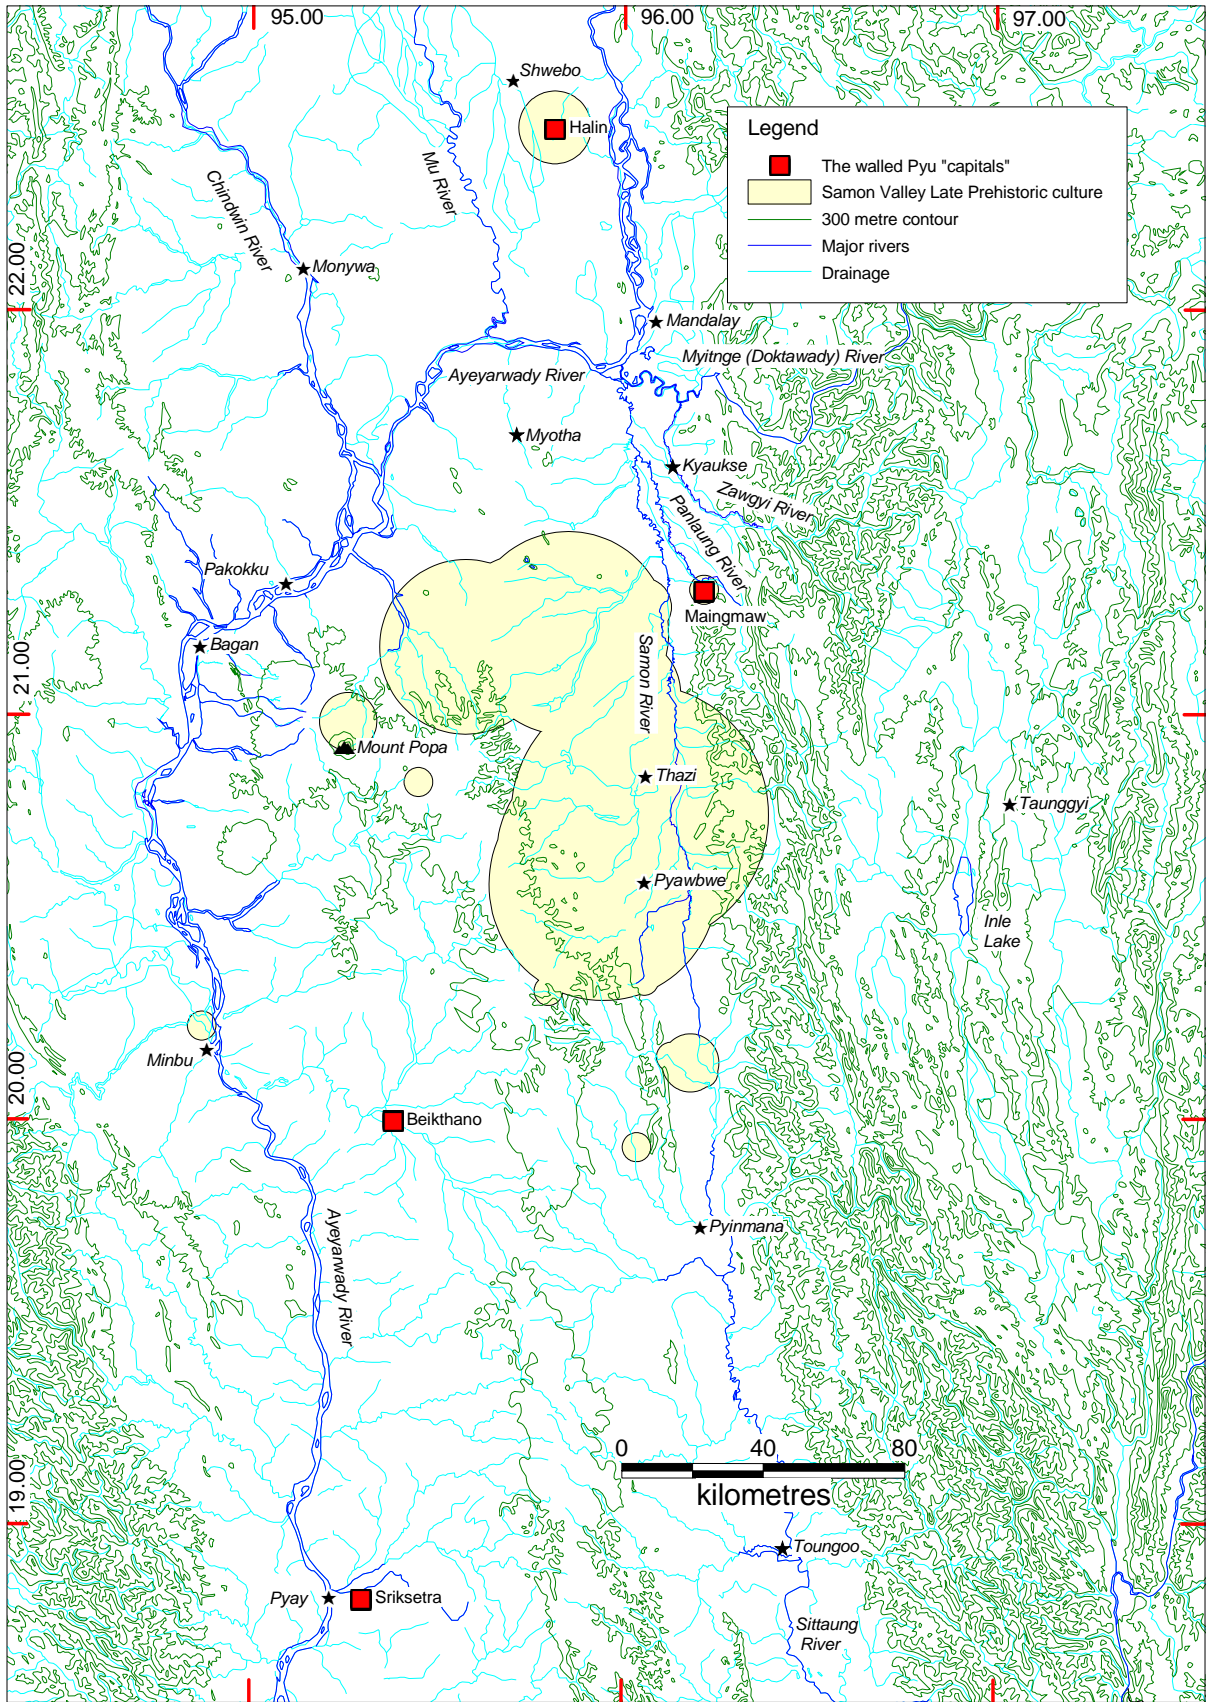 95.00
96.00
97.00
Shwebo
Halin
Legend
The walled Pyu "capitals"
Samon Valley Late Prehistoric culture
300 metre contour
Major rivers
Drainage
Mu River
Chindwin River
Monywa
22.00
Mandalay
Myitnge (Doktawady) River
Ayeyarwady River
Myotha
Kyaukse
Zawgyi River
Panlaung River
Pakokku
Maingmaw
Bagan
Samon River
21.00
Mount Popa
Thazi
Taunggyi
Pyawbwe
Inle
Lake
Minbu
20.00
Beikthano
Pyinmana
Ayeyarwady River
0 40 80
kilometres
19.00
Toungoo
Pyay
Sriksetra
Sittaung
River